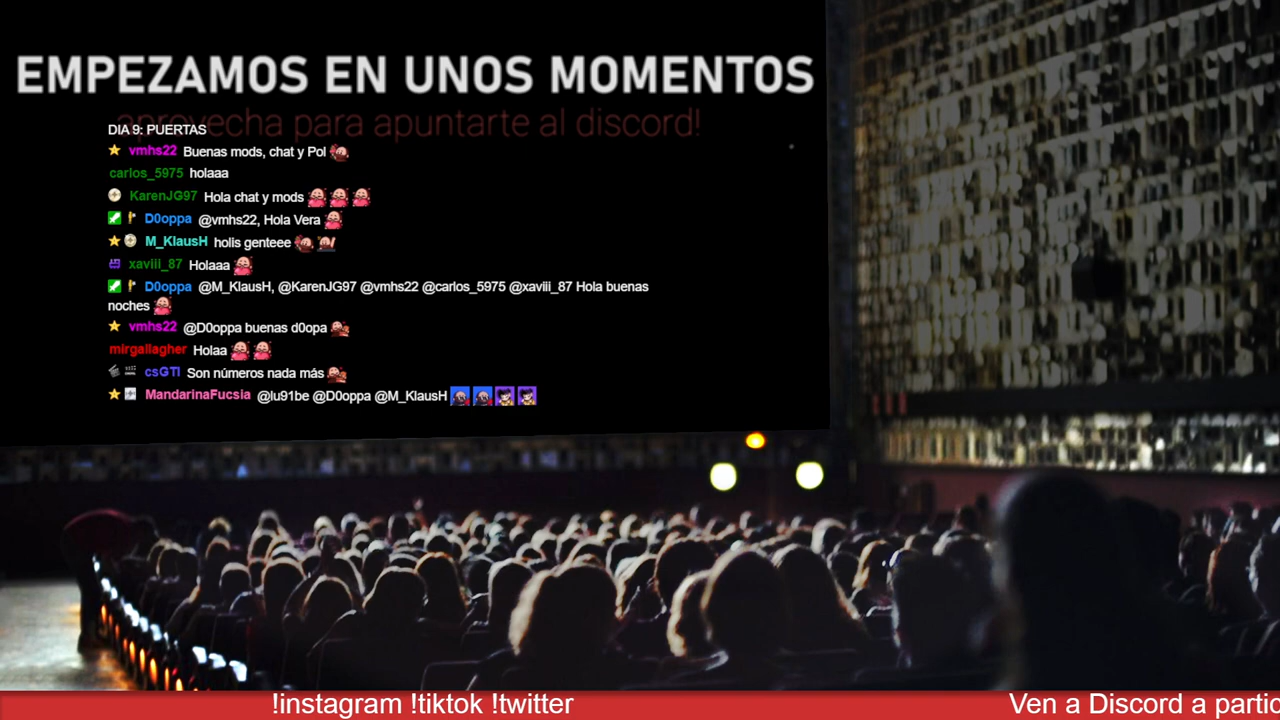 EMPEZAMOS EN UNOS MOMENTOS
aprovecha para apuntarte al discord!
DIA 9: PUERTAS
vmhs22 Buenas mods, chat y Pol
carlos_5975 holaaa
KarenJG97 Hola chat y mods
D0oppa @vmhs22, Hola Vera
M_KlausH holis genteee
xaviii_87 Holaaa
D0oppa @M_KlausH, @KarenJG97 @vmhs22 @carlos_5975 @xaviii_87 Hola buenas
noches
vmhs22 @D0oppa buenas d0opa
mirgallagher Holaa
csGTI Son números nada más
MandarinaFucsia @lu91be @D0oppa @M_KlausH
!instagram !tiktok !twitter
Ven a Discord a partic